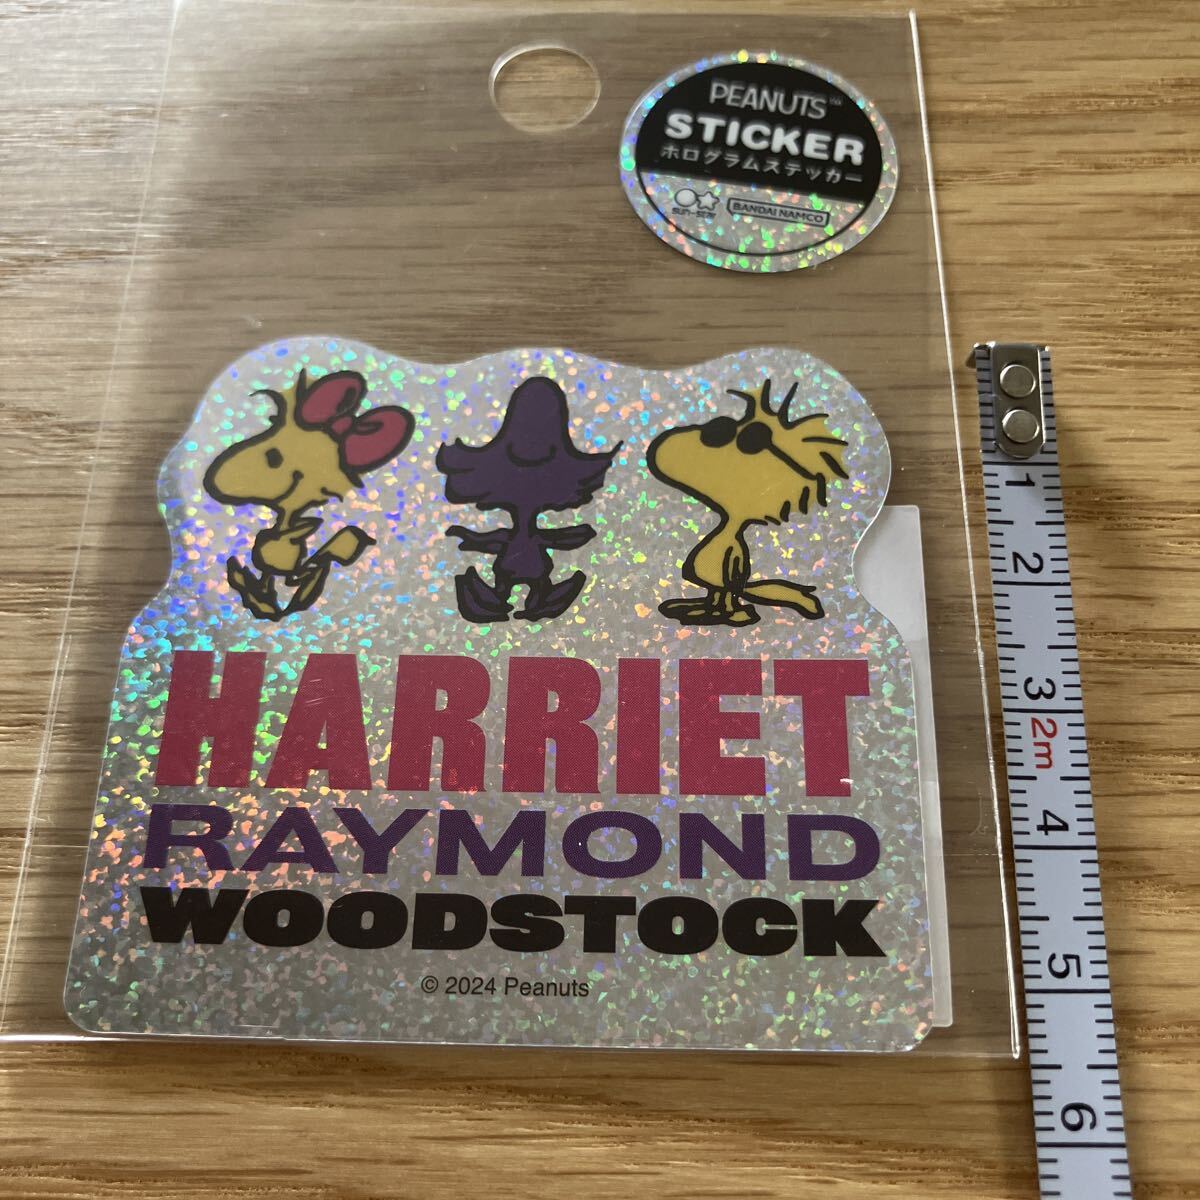 PEANUTS™
STICKER
ホログラムステッカー
SUN-STAR
BANDAI NAMCO
HARRIET
RAYMOND
WOODSTOCK
© 2024 Peanuts
1
2
3
2m
4
5
6